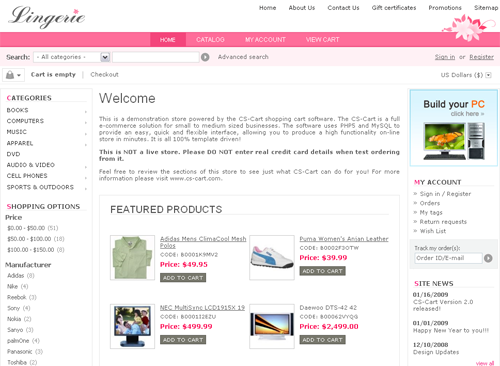 Lingerie
Home About Us Contact Us Gift certificates Promotions Sitemap
HOME CATALOG MY ACCOUNT VIEW CART
Search: - All categories - Advanced search
Sign in or Register
Cart is empty Checkout
US Dollars ($)
CATEGORIES
BOOKS
COMPUTERS
MUSIC
APPAREL
DVD
AUDIO & VIDEO
CELL PHONES
SPORTS & OUTDOORS
SHOPPING OPTIONS
Price
$0.00 - $50.00 (51)
$50.00 - $100.00 (18)
$100.00 - $150.00 (8)
Manufacturer
Adidas (8)
Nike (4)
Reebok (3)
Sony (4)
Nokia (2)
Sanyo (3)
palmOne (4)
Panasonic (3)
Toshiba (2)
Welcome
This is a demonstration store powered by the CS-Cart shopping cart software. The CS-Cart is a full
e-commerce solution for small to medium sized businesses. The software uses PHP5 and MySQL to
provide an easy, quick and flexible interface, allowing you to produce a high functionality on-line
store in minutes. It is all 100% template driven!
This is NOT a live store. Please DO NOT enter real credit card details when test ordering
from it.
Feel free to review the sections of this store to see just what CS-Cart can do for you! For more
information please visit www.cs-cart.com.
FEATURED PRODUCTS
Adidas Mens ClimaCool Mesh
Polos
CODE: B0001K9MV2
Price: $49.95
ADD TO CART
Puma Women's Anjan Leather
CODE: B0002F3OTW
Price: $39.99
ADD TO CART
NEC MultiSync LCD1915X 19
Price: $499.99
ADD TO CART
Daewoo DTS-42 42
CODE: B00062VYQG
Price: $2,499.00
ADD TO CART
Build your PC
click here >
MY ACCOUNT
Sign in / Register
Orders
My tags
Return requests
Wish List
Track my order(s):
Order ID/E-mail
SITE NEWS
01/16/2009
CS-Cart Version 2.0
released!
01/01/2009
Happy New Year to you!!!
12/10/2008
Design Updates
view all